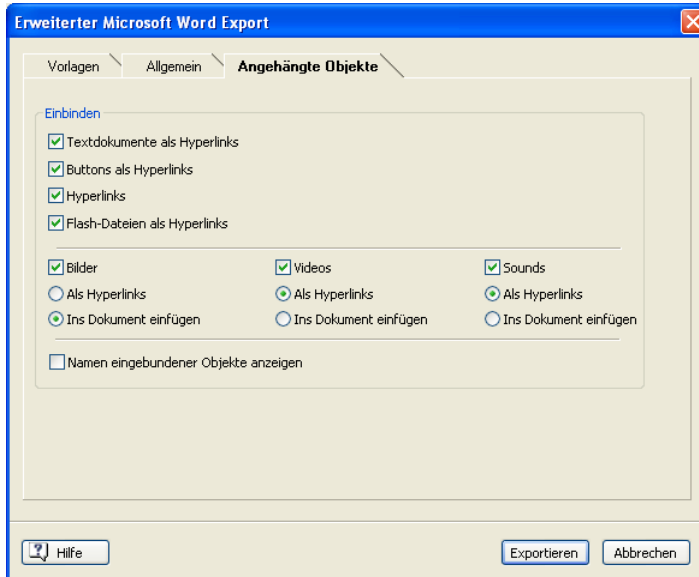 Erweiterter Microsoft Word Export
Vorlagen Allgemein Angehängte Objekte
Einbinden
Textdokumente als Hyperlinks
Buttons als Hyperlinks
Hyperlinks
Flash-Dateien als Hyperlinks
Bilder Videos Sounds
Als Hyperlinks Als Hyperlinks Als Hyperlinks
Ins Dokument einfügen Ins Dokument einfügen Ins Dokument einfügen
Namen eingebundener Objekte anzeigen
Hilfe Exportieren Abbrechen